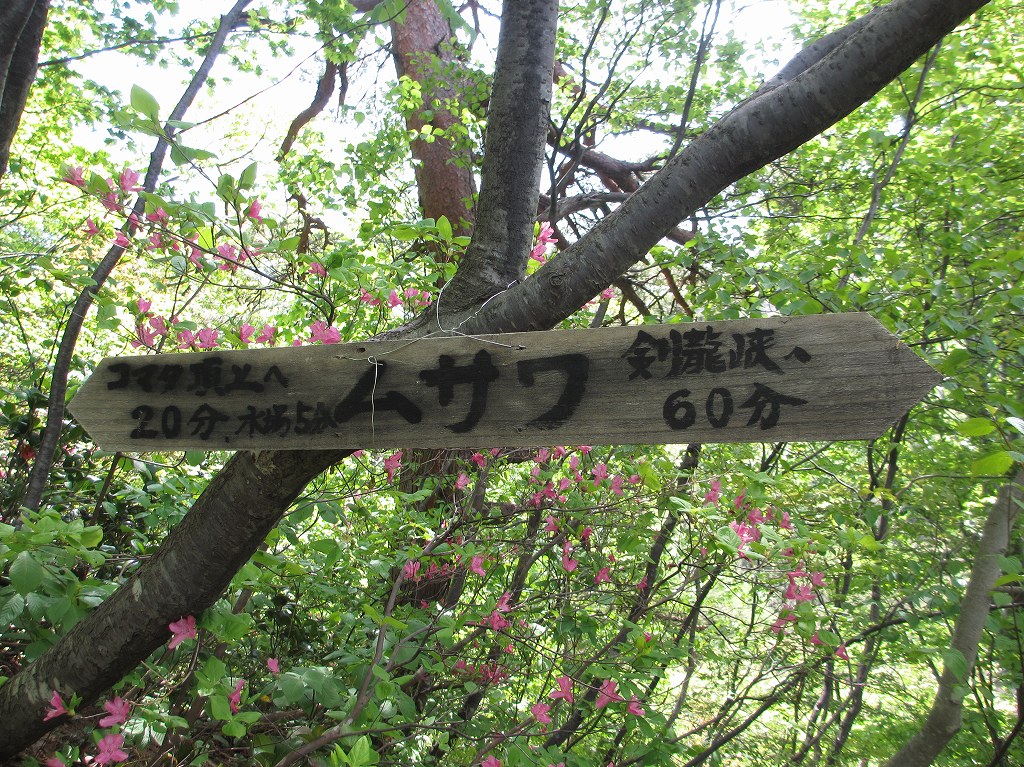 コマタ頂上へ
20分、水場5分
ムサワ
剣龍峡へ
60分